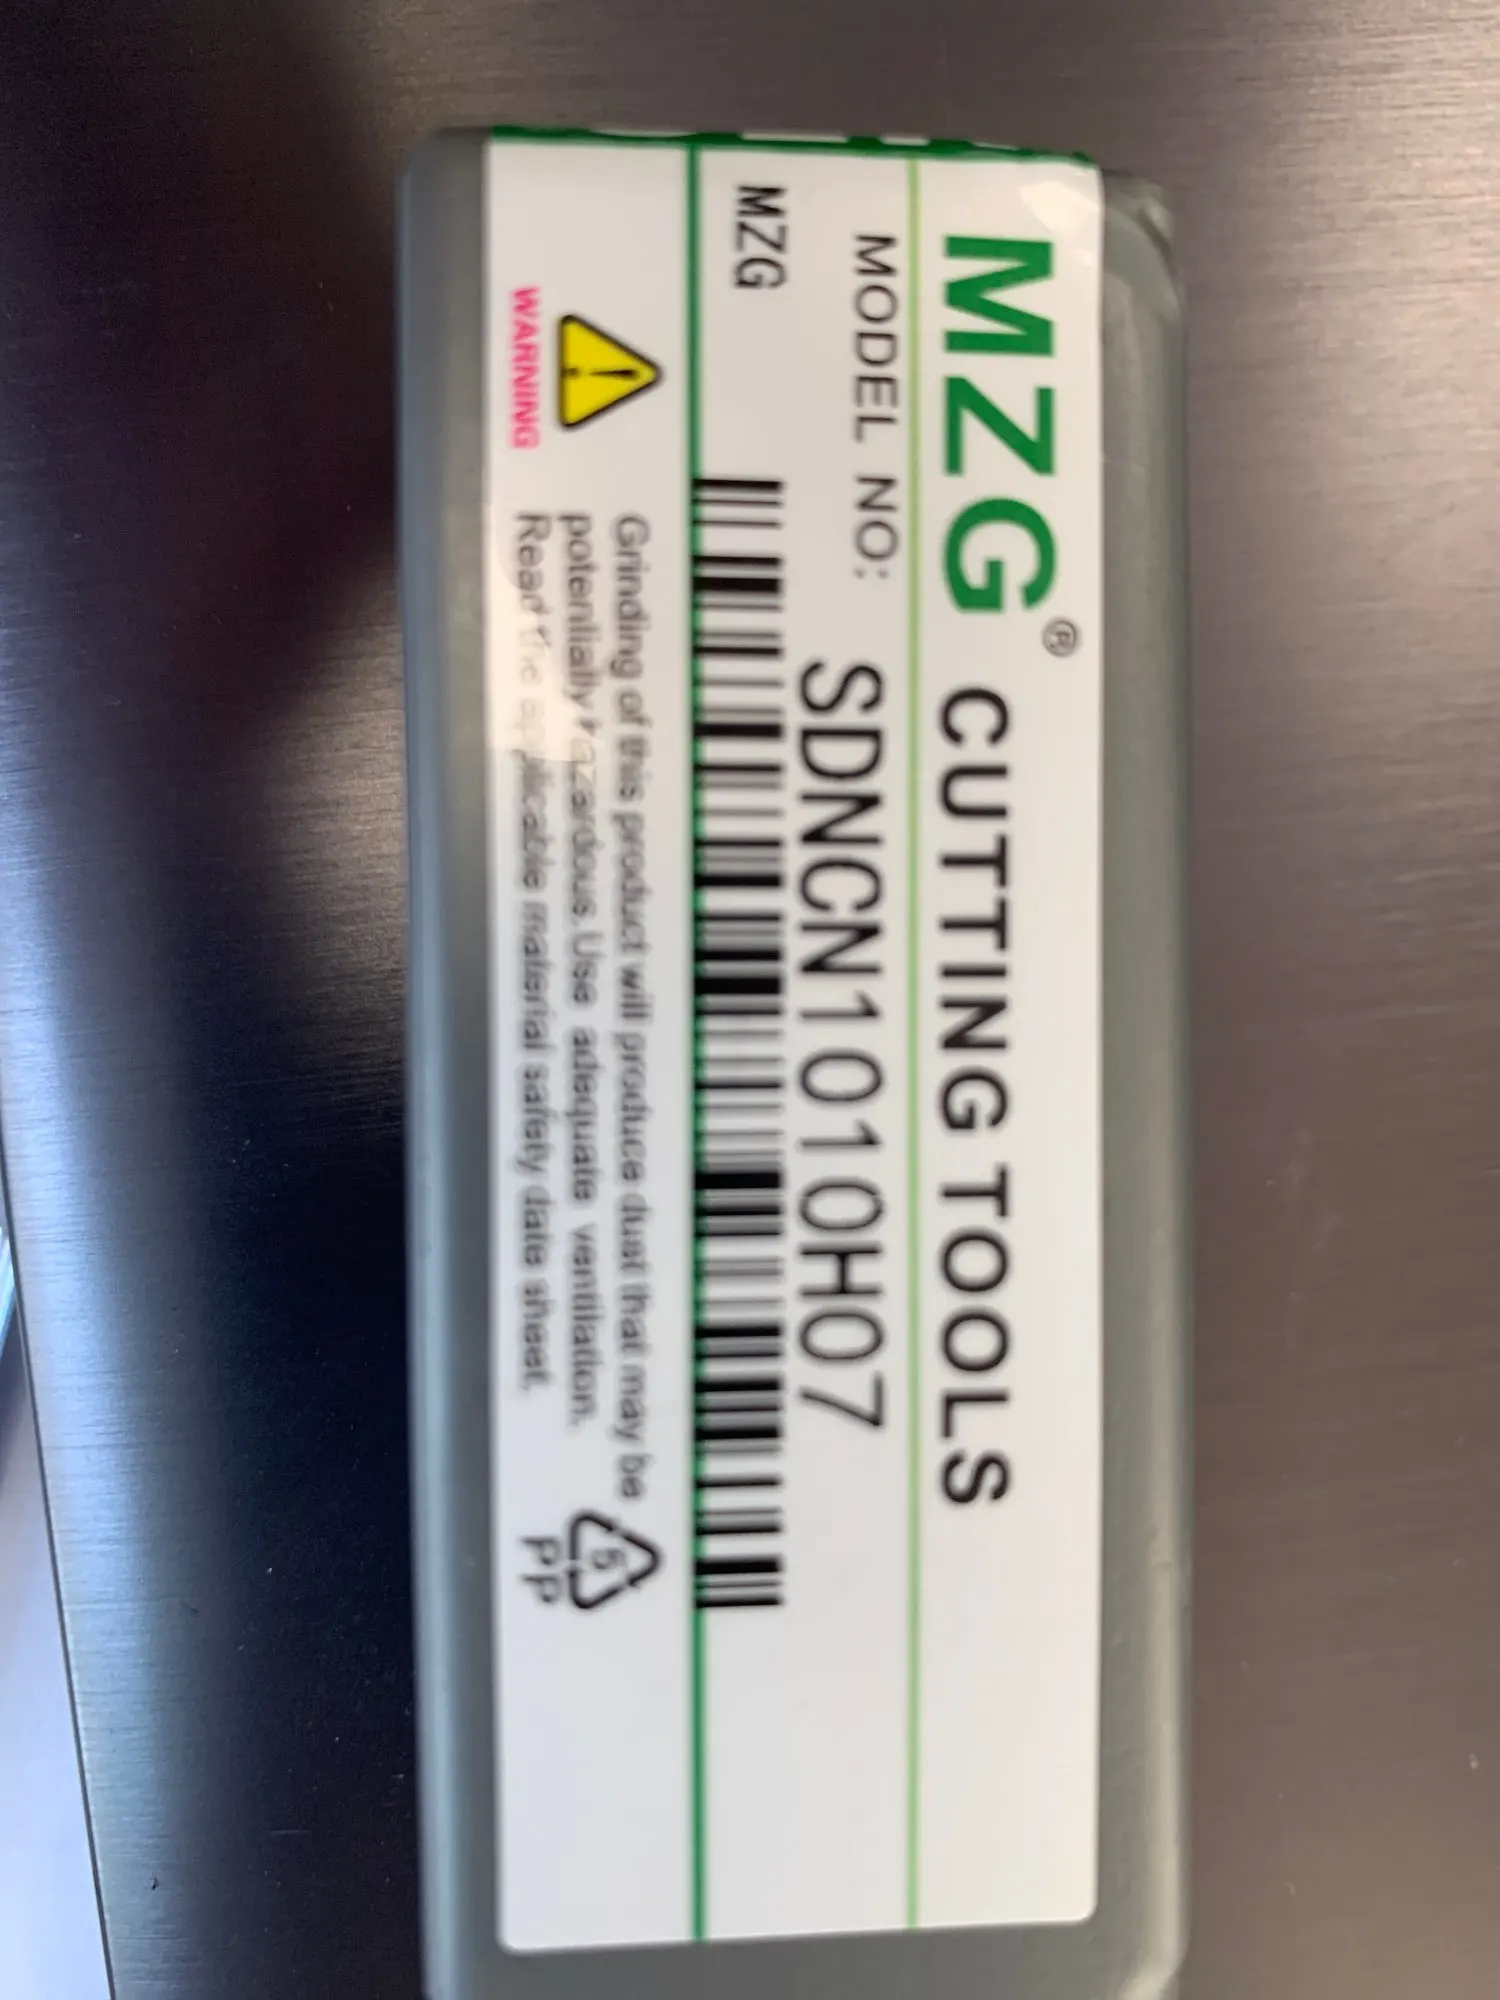 MZG® CUTTING TOOLS
MODEL NO: SDNCN1010H07
MZG
WARNING
Grinding of this product will produce dust that may be
potentially hazardous.Use adequate ventilation.
Read the applicable material safety date sheet.
5
PP